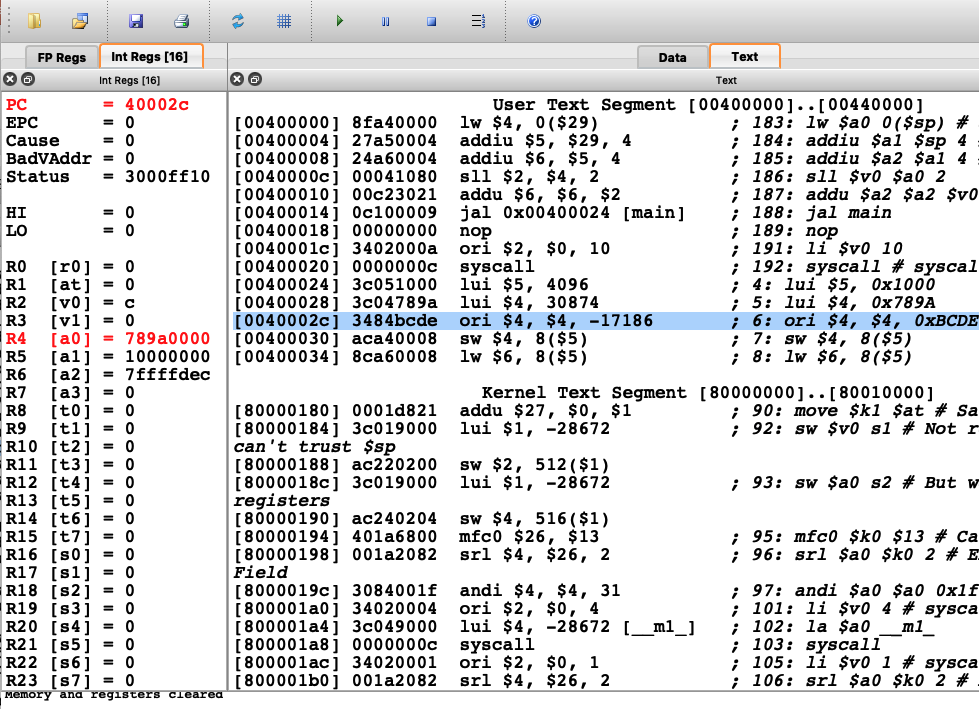 FP Regs
Int Regs [16]
Data
Text
Int Regs [16]
Text
PC       = 40002c
EPC      = 0
Cause    = 0
BadVAddr = 0
Status   = 3000ff10
HI       = 0
LO       = 0
R0  [r0] = 0
R1  [at] = 0
R2  [v0] = c
R3  [v1] = 0
R4  [a0] = 789a0000
R5  [a1] = 10000000
R6  [a2] = 7ffffdec
R7  [a3] = 0
R8  [t0] = 0
R9  [t1] = 0
R10 [t2] = 0
R11 [t3] = 0
R12 [t4] = 0
R13 [t5] = 0
R14 [t6] = 0
R15 [t7] = 0
R16 [s0] = 0
R17 [s1] = 0
R18 [s2] = 0
R19 [s3] = 0
R20 [s4] = 0
R21 [s5] = 0
R22 [s6] = 0
R23 [s7] = 0
User Text Segment [00400000]..[00440000]
[00400000] 8fa40000  lw $4, 0($29)            ; 183: lw $a0 0($sp) #
[00400004] 27a50004  addiu $5, $29, 4         ; 184: addiu $a1 $sp 4 #
[00400008] 24a60004  addiu $6, $5, 4          ; 185: addiu $a2 $a1 4
[0040000c] 00041080  sll $2, $4, 2            ; 186: sll $v0 $a0 2
[00400010] 00c23021  addu $6, $6, $2          ; 187: addu $a2 $a2 $v0
[00400014] 0c100009  jal 0x00400024 [main]    ; 188: jal main
[00400018] 00000000  nop                      ; 189: nop
[0040001c] 3402000a  ori $2, $0, 10           ; 191: li $v0 10
[00400020] 0000000c  syscall                  ; 192: syscall # syscal
[00400024] 3c051000  lui $5, 4096             ; 4: lui $5, 0x1000
[00400028] 3c04789a  lui $4, 30874            ; 5: lui $4, 0x789A
[0040002c] 3484bcde  ori $4, $4, -17186       ; 6: ori $4, $4, 0xBCDE
[00400030] aca40008  sw $4, 8($5)             ; 7: sw $4, 8($5)
[00400034] 8ca60008  lw $6, 8($5)             ; 8: lw $6, 8($5)
Kernel Text Segment [80000000]..[80010000]
[80000180] 0001d821  addu $27, $0, $1         ; 90: move $k1 $at # Sa
[80000184] 3c019000  lui $1, -28672           ; 92: sw $v0 s1 # Not r
can't trust $sp
[80000188] ac220200  sw $2, 512($1)
[8000018c] 3c019000  lui $1, -28672           ; 93: sw $a0 s2 # But w
registers
[80000190] ac240204  sw $4, 516($1)
[80000194] 401a6800  mfc0 $26, $13            ; 95: mfc0 $k0 $13 # Ca
[80000198] 001a2082  srl $4, $26, 2           ; 96: srl $a0 $k0 2 # E
Field
[8000019c] 3084001f  andi $4, $4, 31          ; 97: andi $a0 $a0 0x1f
[800001a0] 34020004  ori $2, $0, 4            ; 101: li $v0 4 # sysca
[800001a4] 3c049000  lui $4, -28672 [__m1_]   ; 102: la $a0 __m1_
[800001a8] 0000000c  syscall                  ; 103: syscall
[800001ac] 34020001  ori $2, $0, 1            ; 105: li $v0 1 # sysca
[800001b0] 001a2082  srl $4, $26, 2           ; 106: srl $a0 $k0 2 #
Memory and registers cleared